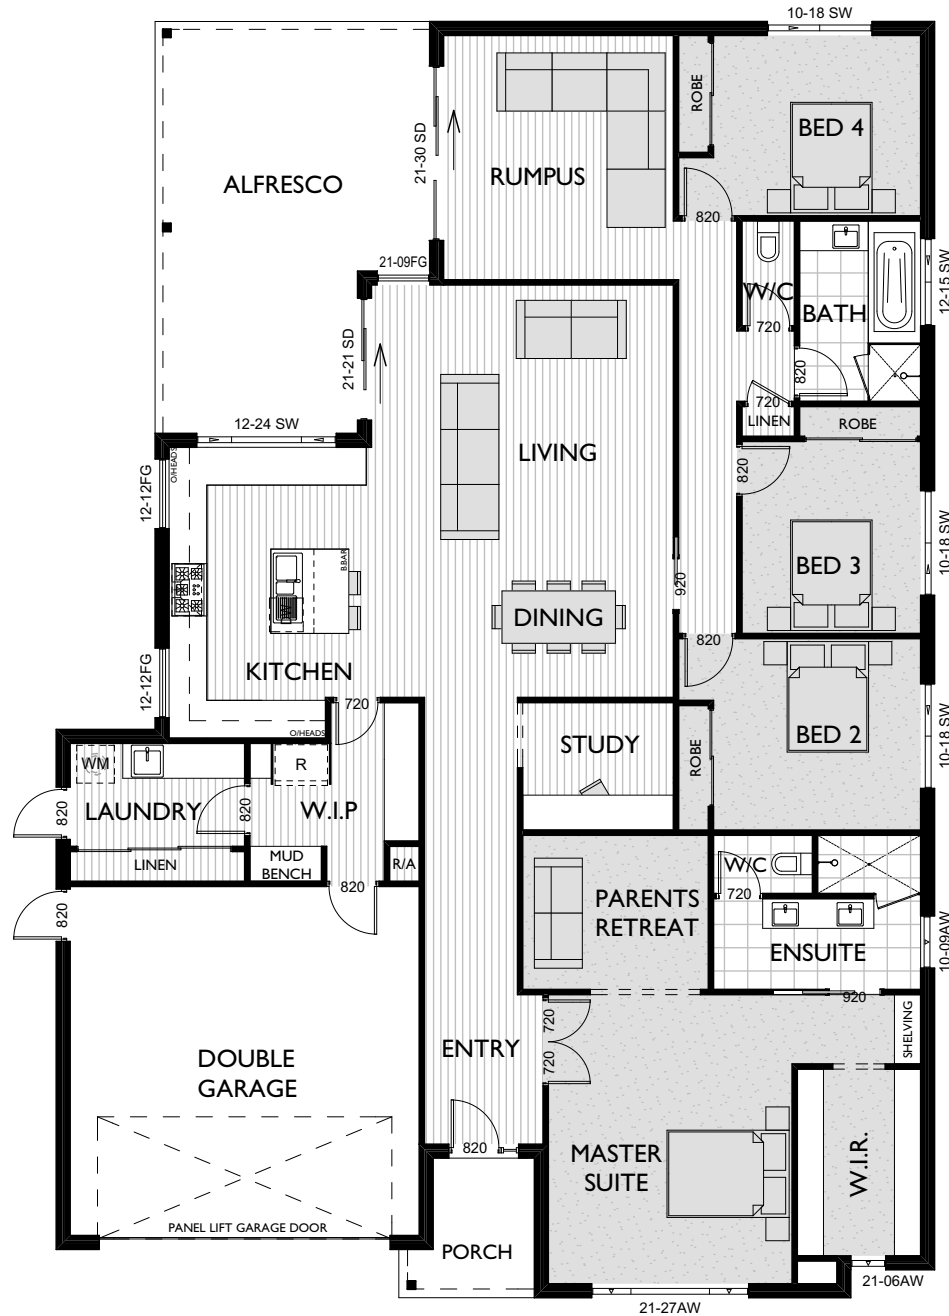 10-18 SW
ROBE
BED 4
21-30 SD
ALFRESCO
RUMPUS
820
21-09FG
12-15 SW
W/C
BATH
720
21-21 SD
820
720
LINEN
ROBE
12-24 SW
O/HEADS
LIVING
820
12-12FG
10-18 SW
B.BAR
BED 3
920
DINING
820
KITCHEN
12-12FG
720
O/HEADS
STUDY
BED 2
10-18 SW
ROBE
WM
R
LAUNDRY
820
820
W.I.P
LINEN
MUD
BENCH
R/A
W/C
720
820
820
PARENTS
RETREAT
ENSUITE
10-09AW
920
720
720
SHELVING
ENTRY
DOUBLE
GARAGE
820
MASTER
SUITE
W.I.R.
PANEL LIFT GARAGE DOOR
PORCH
21-06AW
21-27AW